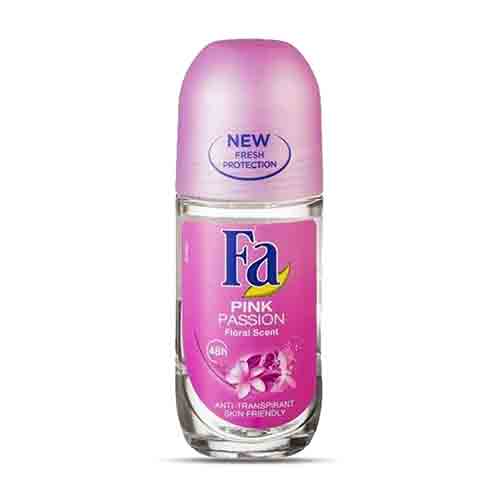 NEW
FRESH
PROTECTION
Fa
PINK
PASSION
Floral Scent
48h
ANTI-TRANSPIRANT
SKIN FRIENDLY